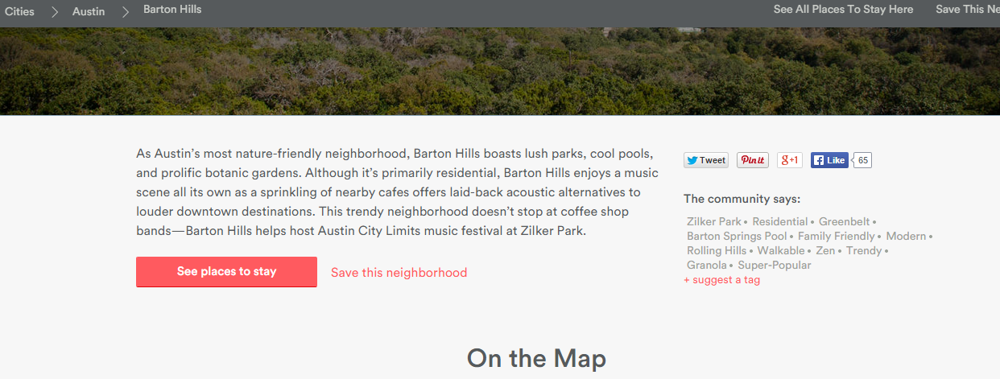 Cities > Austin > Barton Hills See All Places To Stay Here Save This Ne
As Austin's most nature-friendly neighborhood, Barton Hills boasts lush parks, cool pools,
and prolific botanic gardens. Although it's primarily residential, Barton Hills enjoys a music
scene all its own as a sprinkling of nearby cafes offers laid-back acoustic alternatives to
louder downtown destinations. This trendy neighborhood doesn't stop at coffee shop
bands—Barton Hills helps host Austin City Limits music festival at Zilker Park.
See places to stay Save this neighborhood
Tweet Pinit g+1 Like 65
The community says:
Zilker Park • Residential • Greenbelt •
Barton Springs Pool • Family Friendly • Modern •
Rolling Hills • Walkable • Zen • Trendy •
Granola • Super-Popular
+ suggest a tag
On the Map